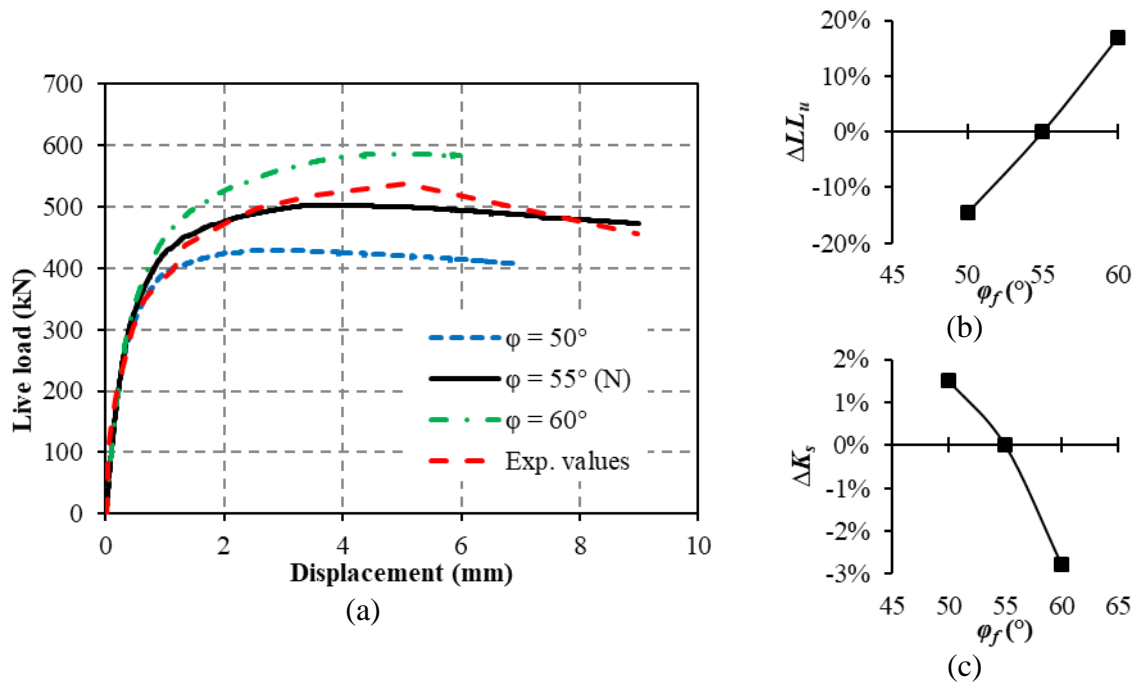 700
600
500
400
300
200
100
0
Live load (kN)
0 2 4 6 8 10
Displacement (mm)
φ = 50°
φ = 55° (N)
φ = 60°
Exp. values
(a)
20%
10%
0%
-10%
-20%
ΔLLu
45 50 55 60
φf (°)
(b)
2%
1%
0%
-1%
-2%
-3%
ΔKs
45 50 55 60 65
φf (°)
(c)